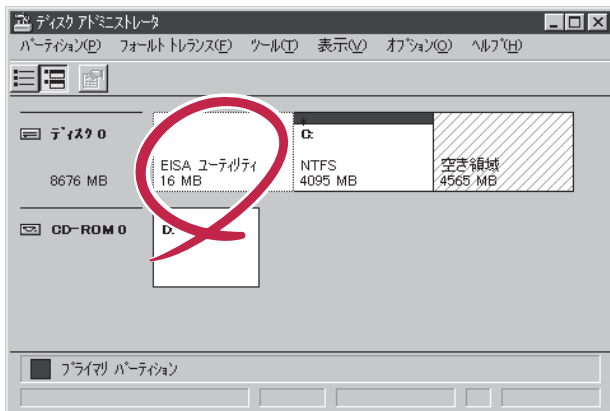 ディスク アドミニストレータ
パーティション(P) フォールト トレランス(F) ツール(T) 表示(V) オプション(O) ヘルプ(H)
ディスク 0
8676 MB
EISA ユーティリティ
16 MB
C:
NTFS
4095 MB
空き領域
4565 MB
CD-ROM 0
D:
プライマリ パーティション